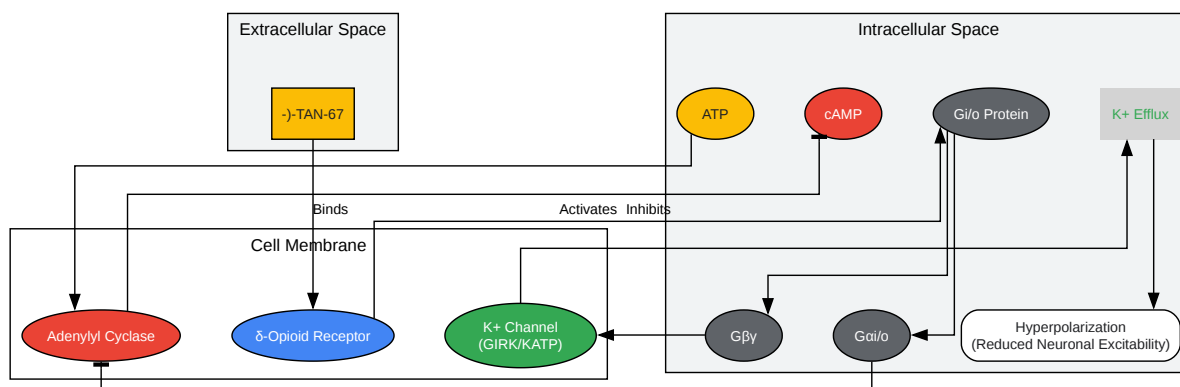 Extracellular Space
Intracellular Space
-)-TAN-67
ATP
cAMP
Gi/o Protein
K+ Efflux
Binds
Activates
Inhibits
Cell Membrane
Adenylyl Cyclase
δ-Opioid Receptor
K+ Channel
(GIRK/KATP)
Gβγ
Gαi/o
Hyperpolarization
(Reduced Neuronal Excitability)